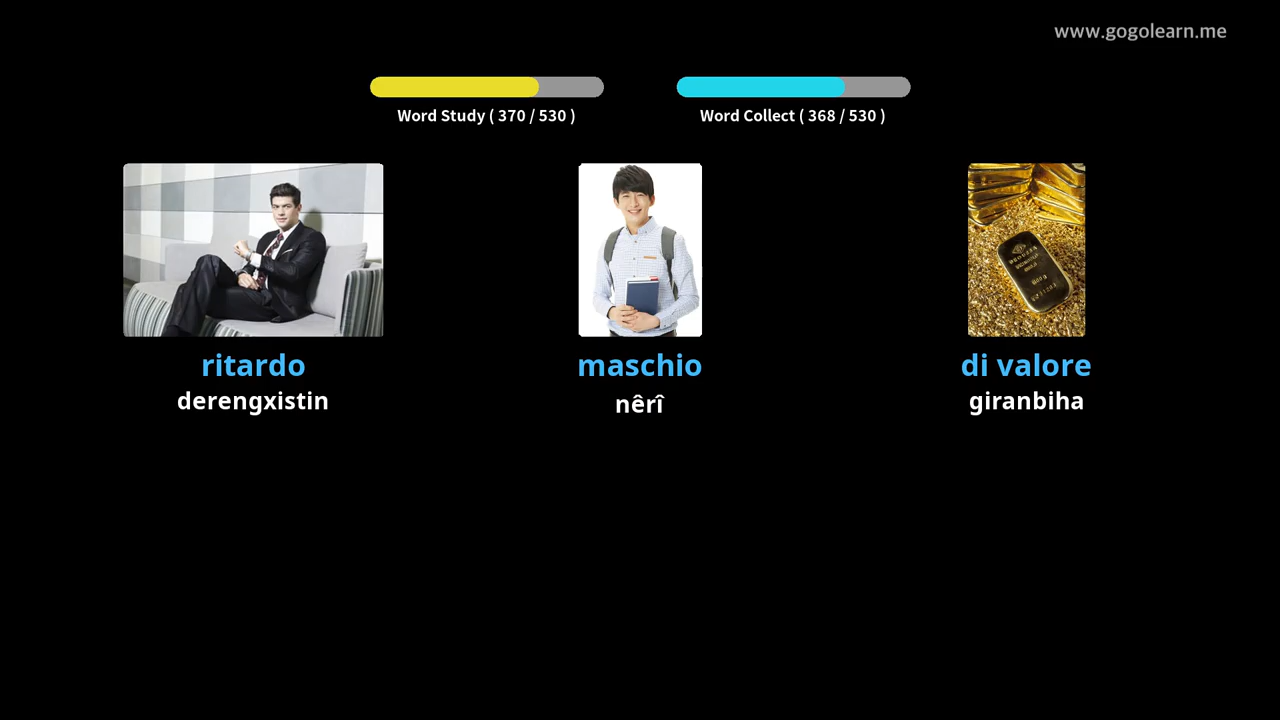 www.gogolearn.me
Word Study ( 370 / 530 )
Word Collect ( 368 / 530 )
ritardo
maschio
di valore
derengxistin
nêrî
giranbiha